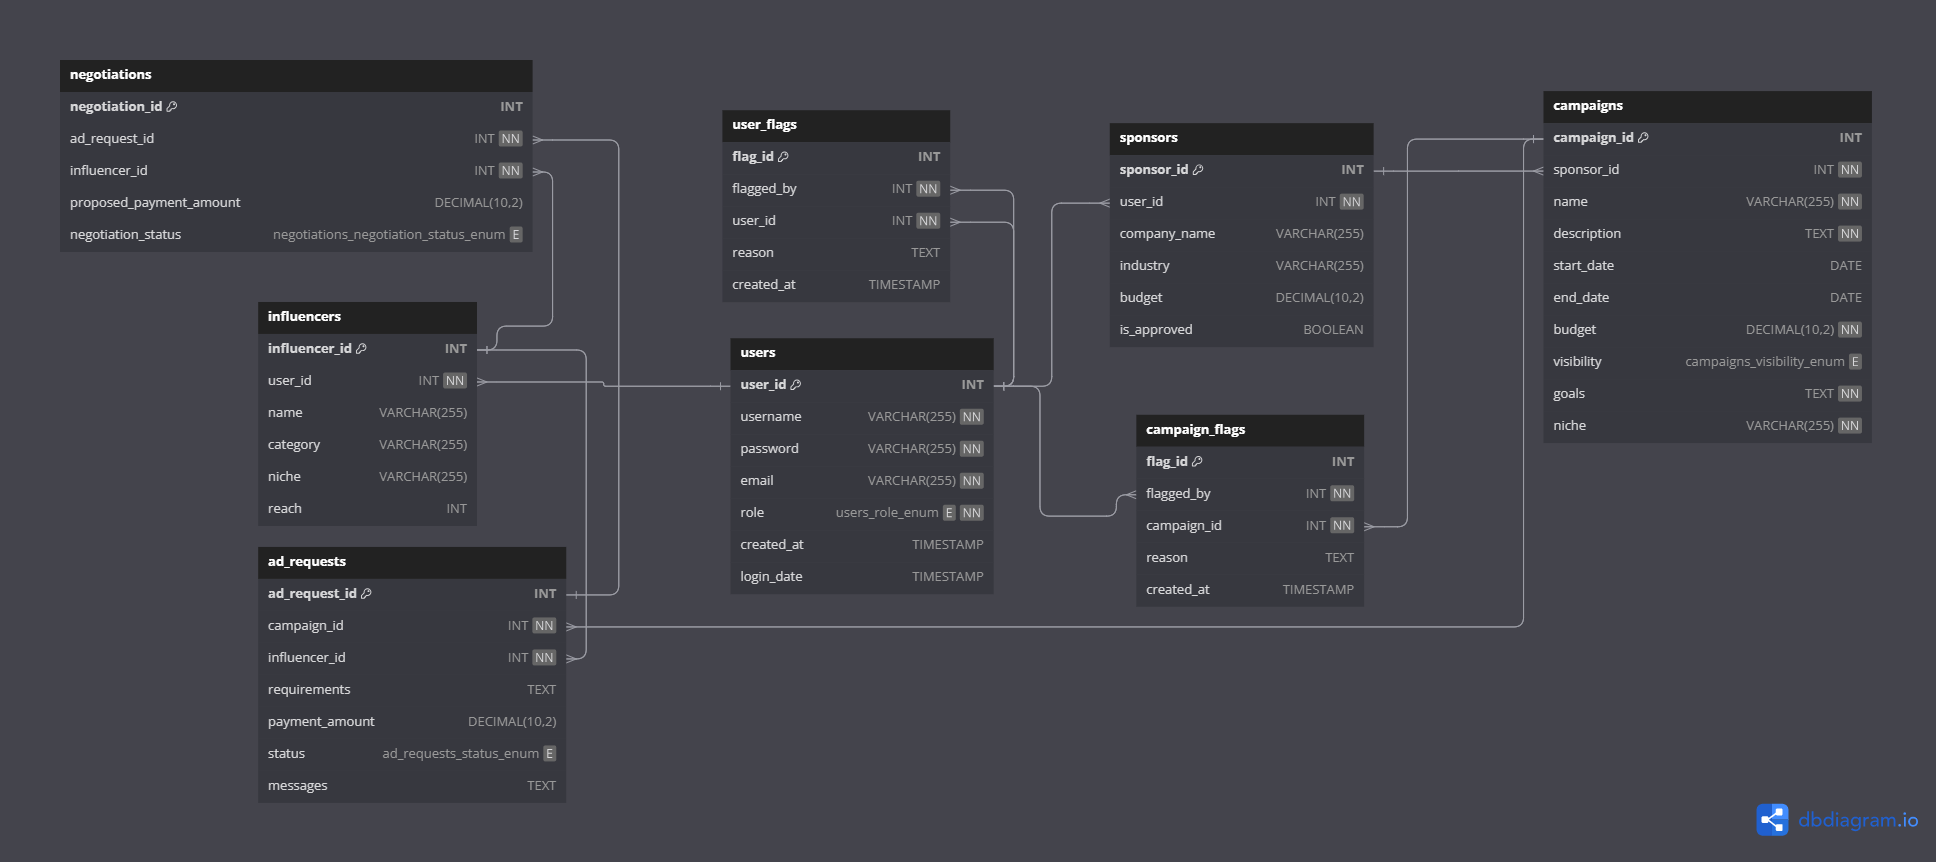 negotiations
negotiation_id INT
ad_request_id INT NN
influencer_id INT NN
proposed_payment_amount DECIMAL(10,2)
negotiation_status negotiations_negotiation_status_enum E
influencers
influencer_id INT
user_id INT NN
name VARCHAR(255)
category VARCHAR(255)
niche VARCHAR(255)
reach INT
ad_requests
ad_request_id INT
campaign_id INT NN
influencer_id INT NN
requirements TEXT
payment_amount DECIMAL(10,2)
status ad_requests_status_enum E
messages TEXT
user_flags
flag_id INT
flagged_by INT NN
user_id INT NN
reason TEXT
created_at TIMESTAMP
users
user_id INT
username VARCHAR(255) NN
password VARCHAR(255) NN
email VARCHAR(255) NN
role users_role_enum E NN
created_at TIMESTAMP
login_date TIMESTAMP
sponsors
sponsor_id INT
user_id INT NN
company_name VARCHAR(255)
industry VARCHAR(255)
budget DECIMAL(10,2)
is_approved BOOLEAN
campaign_flags
flag_id INT
flagged_by INT NN
campaign_id INT NN
reason TEXT
created_at TIMESTAMP
campaigns
campaign_id INT
sponsor_id INT NN
name VARCHAR(255) NN
description TEXT NN
start_date DATE
end_date DATE
budget DECIMAL(10,2) NN
visibility campaigns_visibility_enum E
goals TEXT NN
niche VARCHAR(255) NN
dbdiagram.io